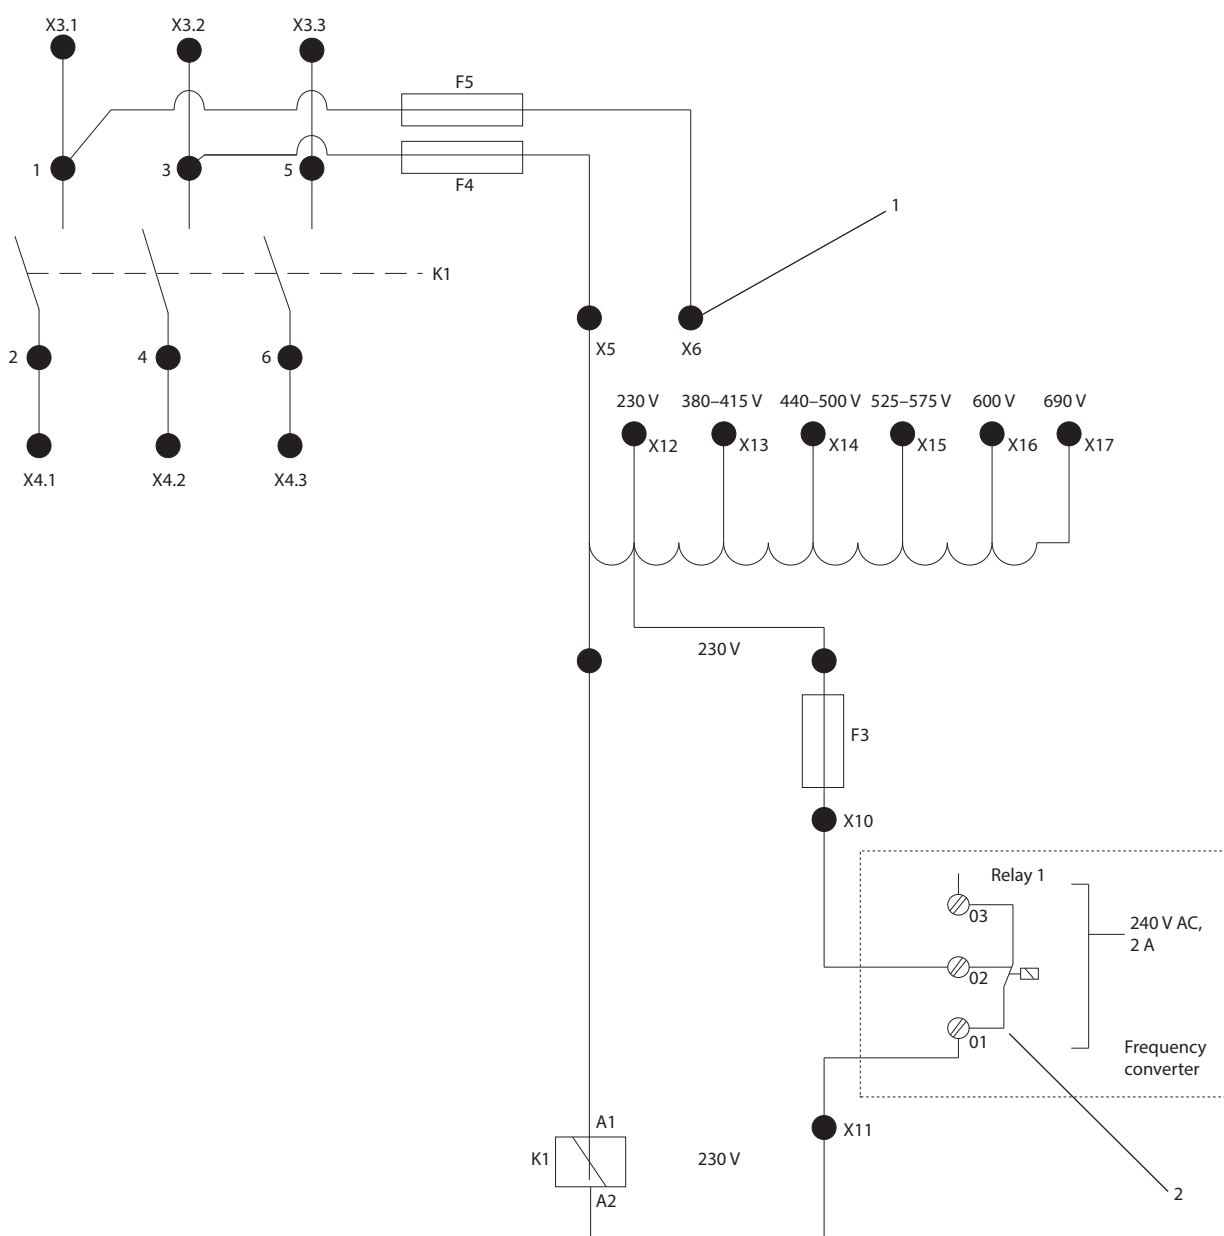 X3.1 X3.2 X3.3
F5
1 3 5
F4
1
K1
X5 X6
2 4 6
230 V 380–415 V 440–500 V 525–575 V 600 V 690 V
X12 X13 X14 X15 X16 X17
X4.1 X4.2 X4.3
230 V
F3
X10
Relay 1
03
240 V AC,
2 A
02
01
Frequency
converter
A1
X11
K1
230 V
A2
2